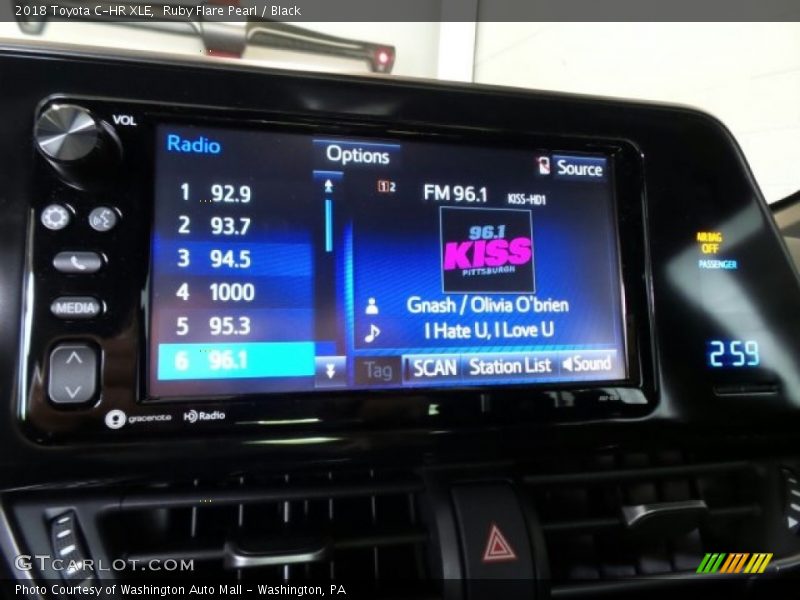 2018 Toyota C-HR XLE,  Ruby Flare Pearl / Black
VOL
Radio
Options
Source
1 92.9
2 93.7
3 94.5
4 1000
5 95.3
6 96.1
12
FM 96.1 KISS-HD1
96.1
KISS
PITTSBURGH
Gnash / Olivia O'brien
I Hate U, I Love U
Tag
SCAN
Station List
Sound
MEDIA
gracenote
HD Radio
AIRBAG
OFF
PASSENGER
2:59
GTCARLOT.COM
Photo Courtesy of Washington Auto Mall - Washington, PA